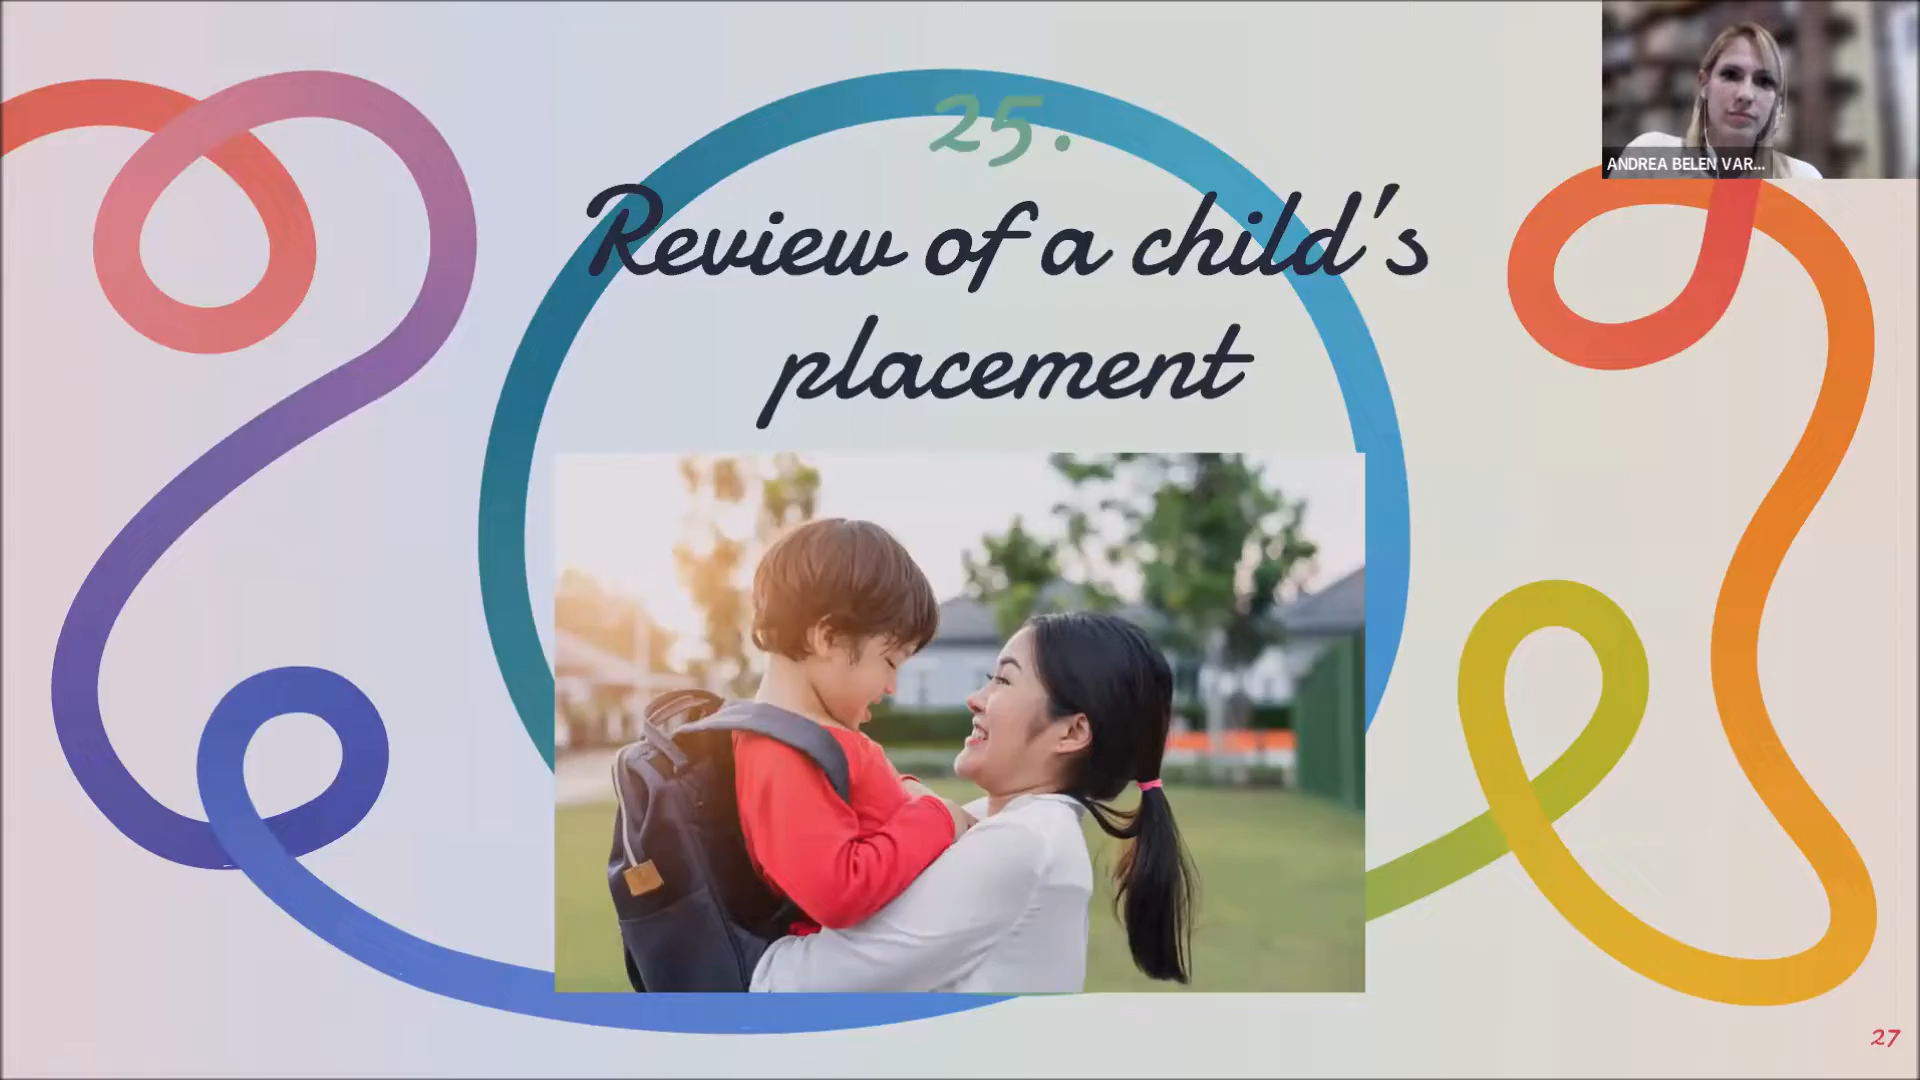 25.
Review of a child's
placement
ANDREA BELEN VAR...
27